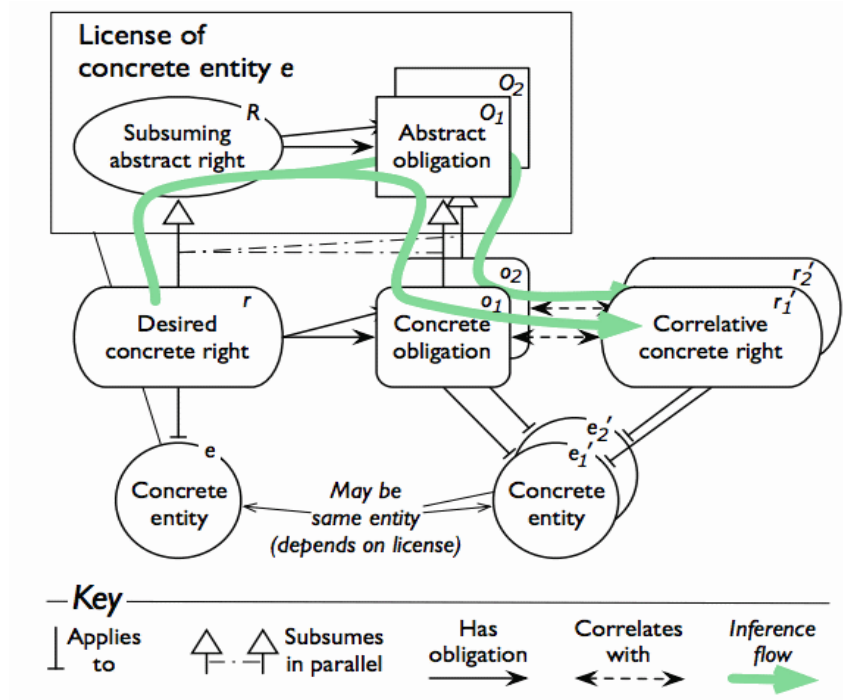 License of
concrete entity e
R
Subsuming
abstract right
O2
O1
Abstract
obligation
r
Desired
concrete right
o2
o1
Concrete
obligation
r2'
r1'
Correlative
concrete right
e
Concrete
entity
May be
same entity
(depends on license)
e2'
e1'
Concrete
entity
Key
Applies
to
Subsumes
in parallel
Has
obligation
Correlates
with
Inference
flow